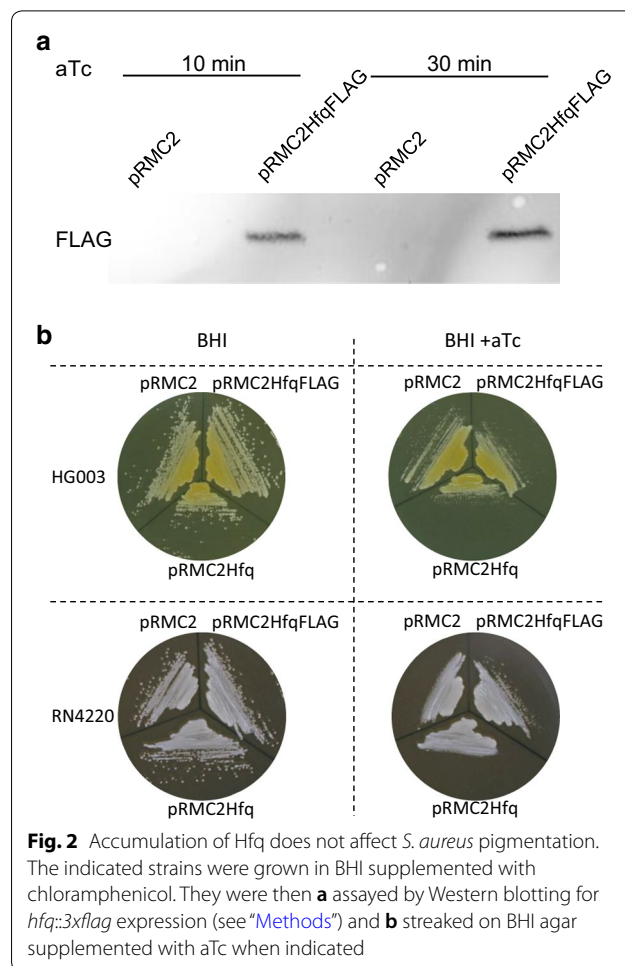 a
aTc 10 min 30 min
pRMC2 pRMC2HfqFLAG pRMC2 pRMC2HfqFLAG
FLAG
b
BHI BHI +aTc
pRMC2 pRMC2HfqFLAG pRMC2 pRMC2HfqFLAG
HG003
pRMC2Hfq pRMC2Hfq
pRMC2 pRMC2HfqFLAG pRMC2 pRMC2HfqFLAG
RN4220
pRMC2Hfq pRMC2Hfq
Fig. 2 Accumulation of Hfq does not affect S. aureus pigmentation.
The indicated strains were grown in BHI supplemented with
chloramphenicol. They were then a assayed by Western blotting for
hfq::3xflag expression (see “Methods”) and b streaked on BHI agar
supplemented with aTc when indicated